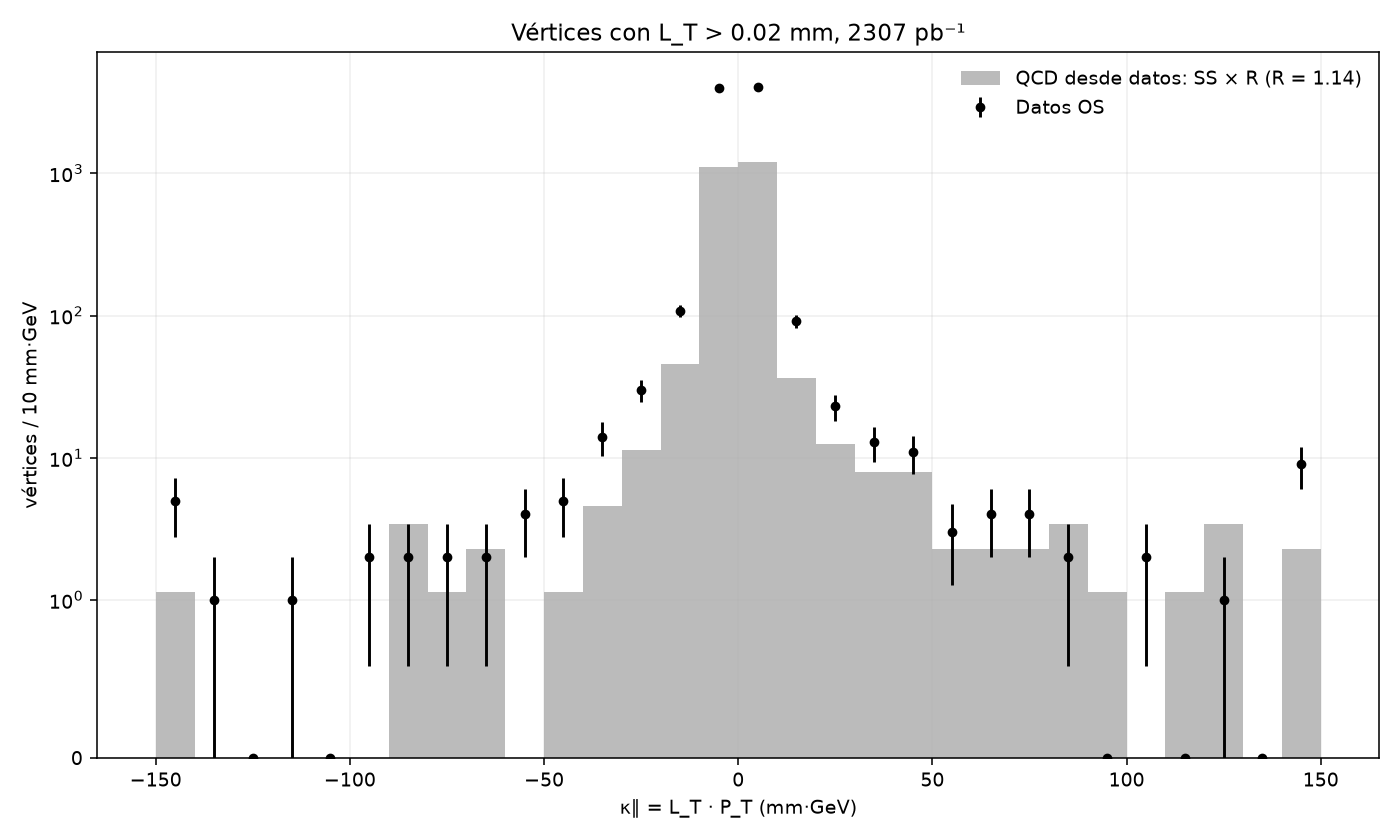 Vértices con L_T > 0.02 mm, 2307 pb⁻¹
QCD desde datos: SS × R (R = 1.14)
Datos OS
vértices / 10 mm·GeV
10³
10²
10¹
10⁰
0
−150 −100 −50 0 50 100 150
κ∥ = L_T · P_T (mm·GeV)